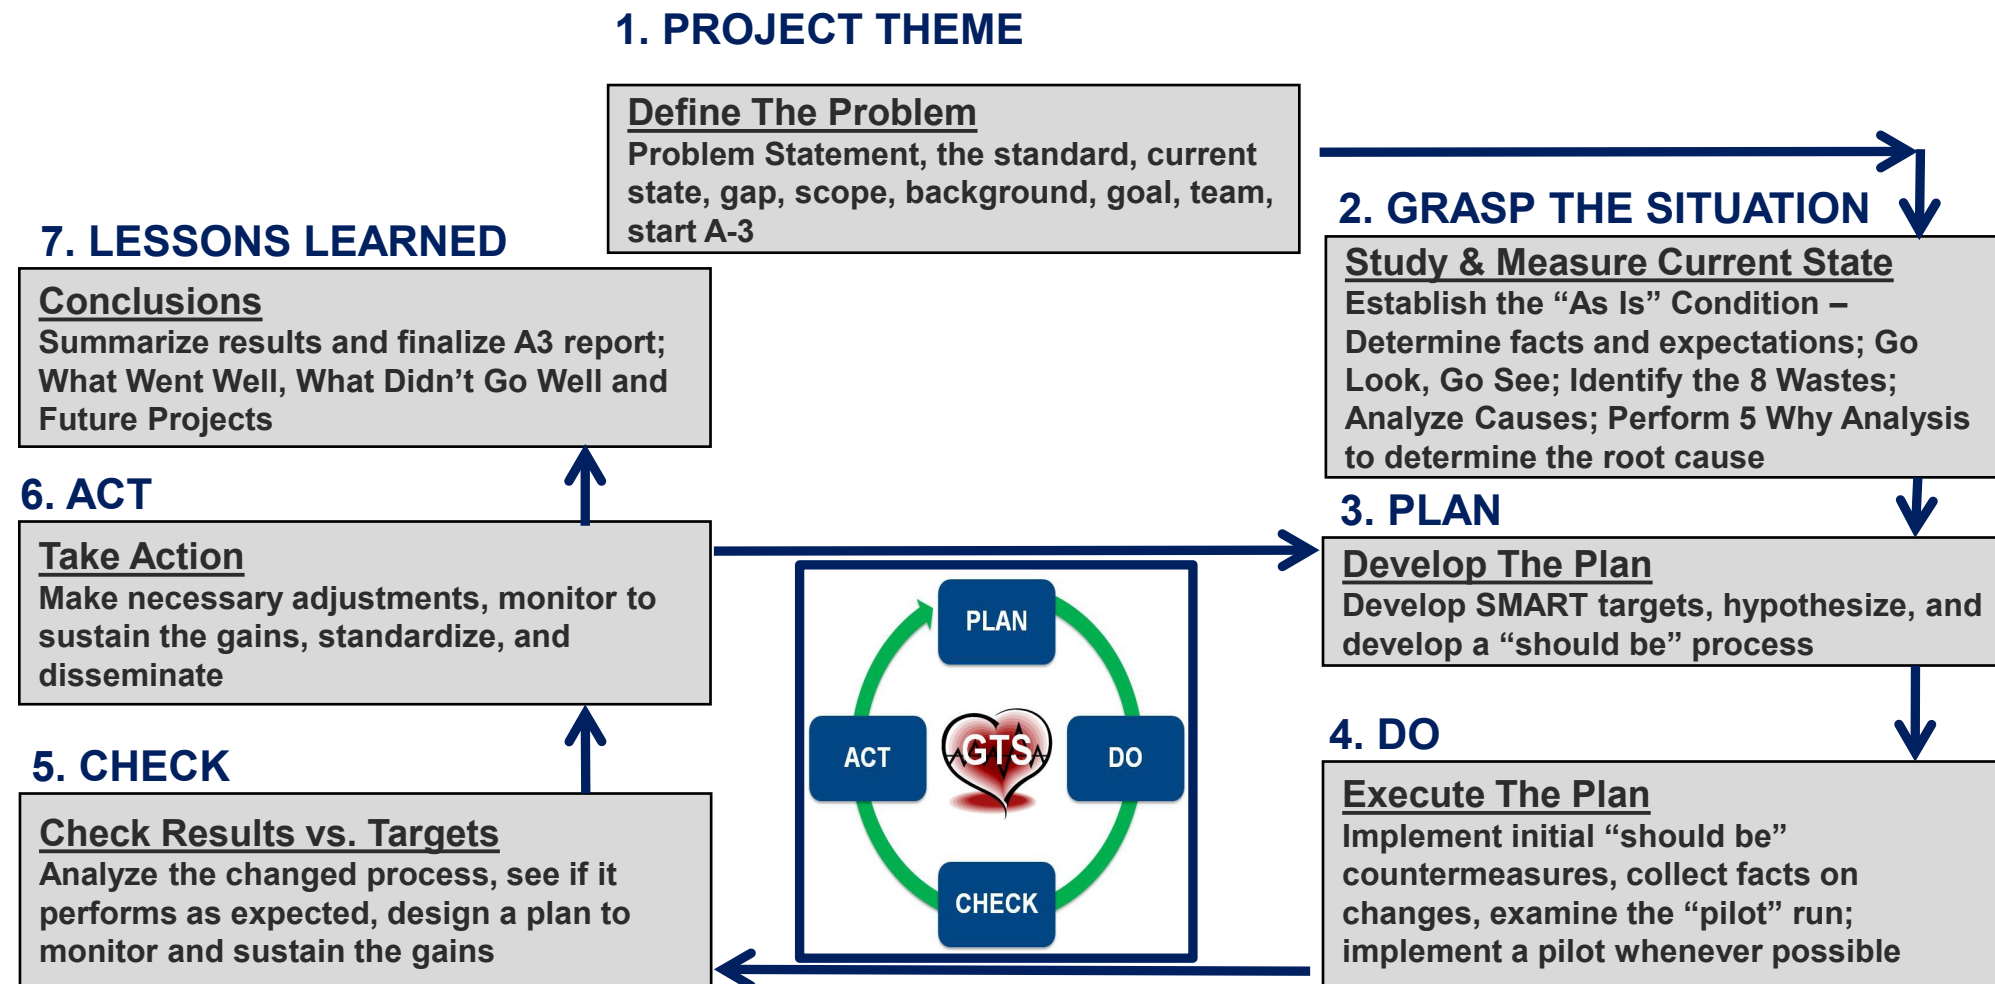 1. PROJECT THEME
Define The Problem
Problem Statement, the standard, current
state, gap, scope, background, goal, team,
start A-3
2. GRASP THE SITUATION
Study & Measure Current State
Establish the “As Is” Condition –
Determine facts and expectations; Go
Look, Go See; Identify the 8 Wastes;
Analyze Causes; Perform 5 Why Analysis
to determine the root cause
3. PLAN
Develop The Plan
Develop SMART targets, hypothesize, and
develop a “should be” process
4. DO
Execute The Plan
Implement initial “should be”
countermeasures, collect facts on
changes, examine the “pilot” run;
implement a pilot whenever possible
5. CHECK
Check Results vs. Targets
Analyze the changed process, see if it
performs as expected, design a plan to
monitor and sustain the gains
6. ACT
Take Action
Make necessary adjustments, monitor to
sustain the gains, standardize, and
disseminate
7. LESSONS LEARNED
Conclusions
Summarize results and finalize A3 report;
What Went Well, What Didn’t Go Well and
Future Projects
PLAN
DO
CHECK
ACT
GTS